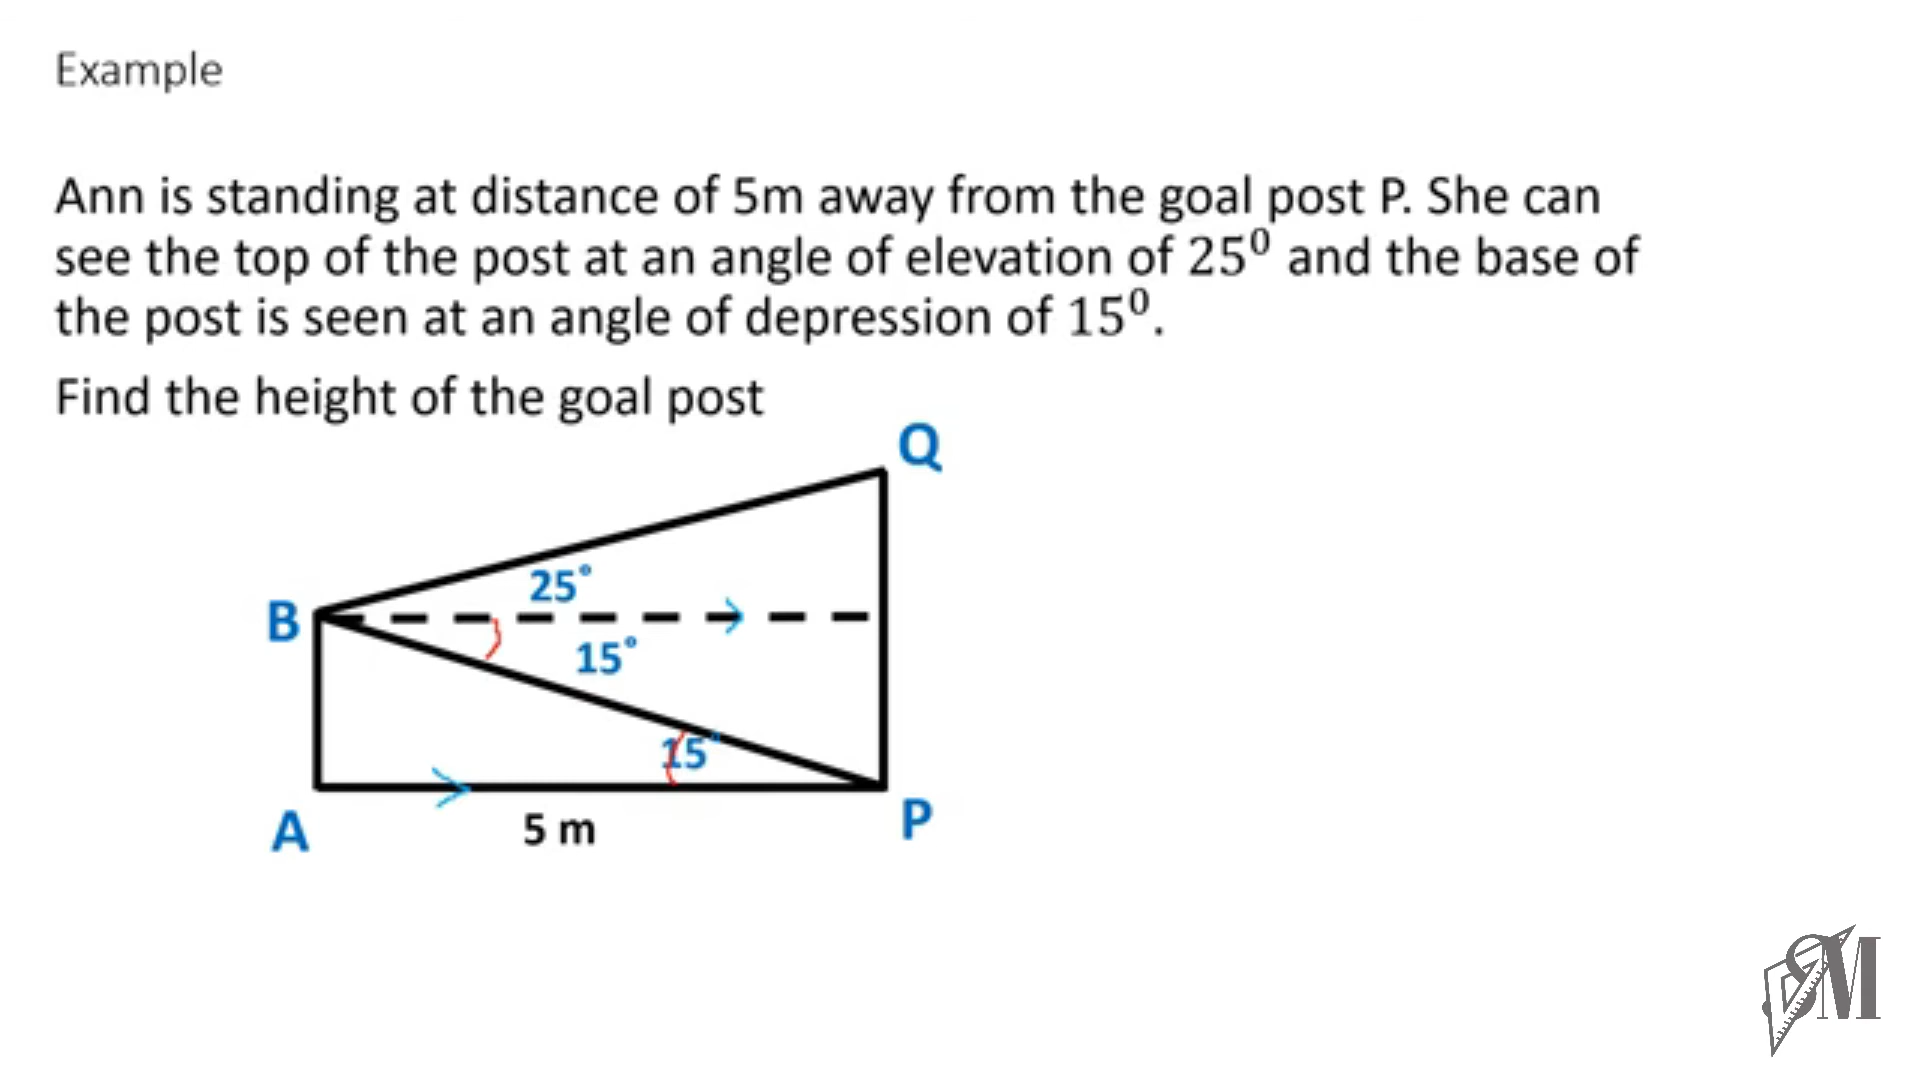 Example
Ann is standing at distance of 5m away from the goal post P. She can
see the top of the post at an angle of elevation of 25⁰ and the base of
the post is seen at an angle of depression of 15⁰.
Find the height of the goal post
Q
25°
B
15°
15°
A
5 m
P
SM